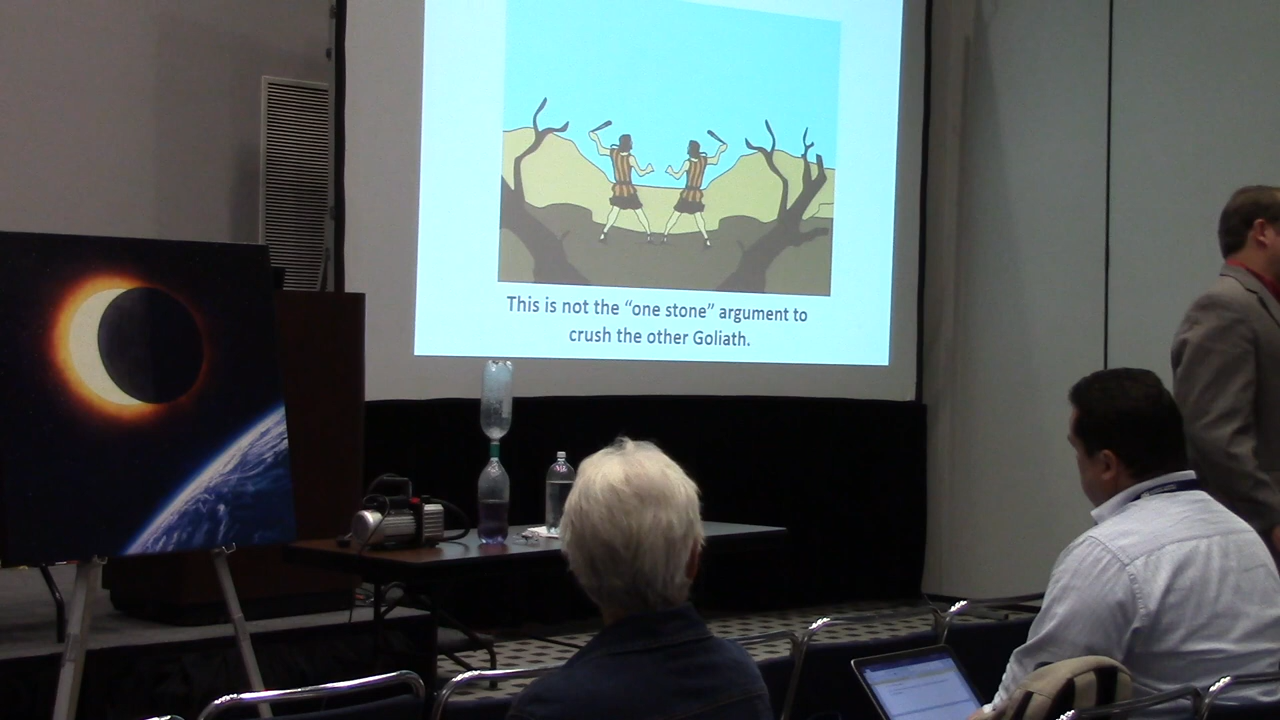 This is not the “one stone” argument to
crush the other Goliath.